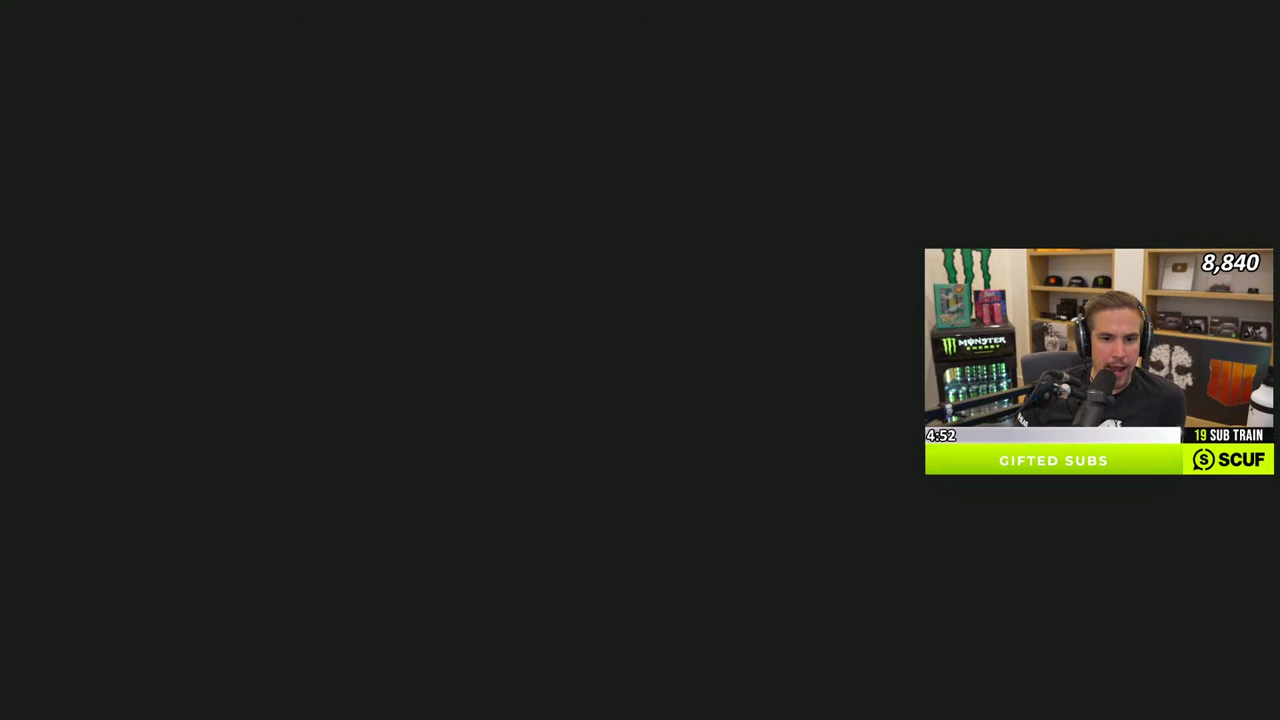 8,840
MONSTER
ENERGY
4:52
19 SUB TRAIN
GIFTED SUBS
S SCUF